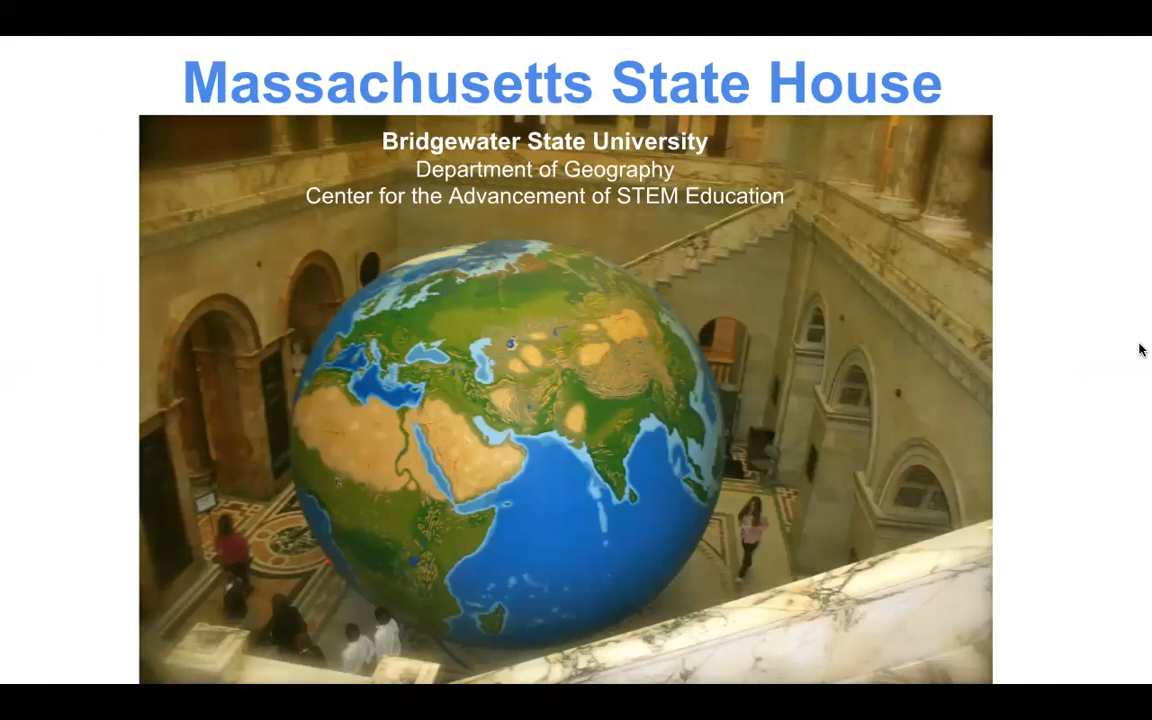 Massachusetts State House
Bridgewater State University
Department of Geography
Center for the Advancement of STEM Education